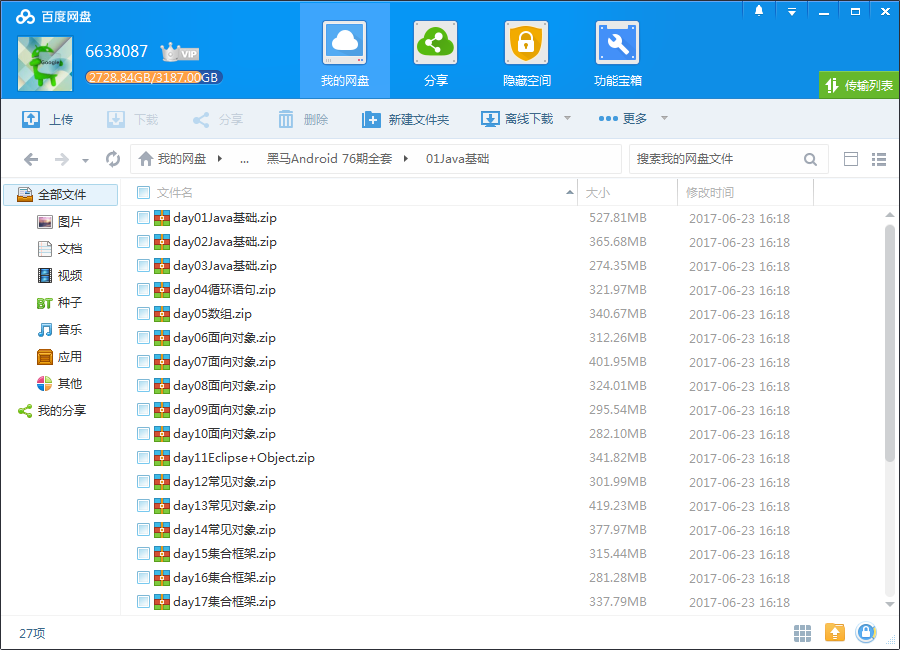 百度网盘
6638087 VIP
2728.84GB/3187.00GB
我的网盘 分享 隐藏空间 功能宝箱
传输列表
上传 下载 分享 删除 新建文件夹 离线下载 更多
我的网盘 ... 黑马Android 76期全套 01Java基础 搜索我的网盘文件
全部文件
图片
文档
视频
BT 种子
音乐
应用
其他
我的分享
文件名 大小 修改时间
day01Java基础.zip 527.81MB 2017-06-23 16:18
day02Java基础.zip 365.68MB 2017-06-23 16:18
day03Java基础.zip 274.35MB 2017-06-23 16:18
day04循环语句.zip 321.97MB 2017-06-23 16:18
day05数组.zip 340.67MB 2017-06-23 16:18
day06面向对象.zip 312.26MB 2017-06-23 16:18
day07面向对象.zip 401.95MB 2017-06-23 16:18
day08面向对象.zip 324.01MB 2017-06-23 16:18
day09面向对象.zip 295.54MB 2017-06-23 16:18
day10面向对象.zip 282.10MB 2017-06-23 16:18
day11Eclipse+Object.zip 341.82MB 2017-06-23 16:18
day12常见对象.zip 301.99MB 2017-06-23 16:18
day13常见对象.zip 419.23MB 2017-06-23 16:18
day14常见对象.zip 377.97MB 2017-06-23 16:18
day15集合框架.zip 315.44MB 2017-06-23 16:18
day16集合框架.zip 281.28MB 2017-06-23 16:18
day17集合框架.zip 337.79MB 2017-06-23 16:18
27项